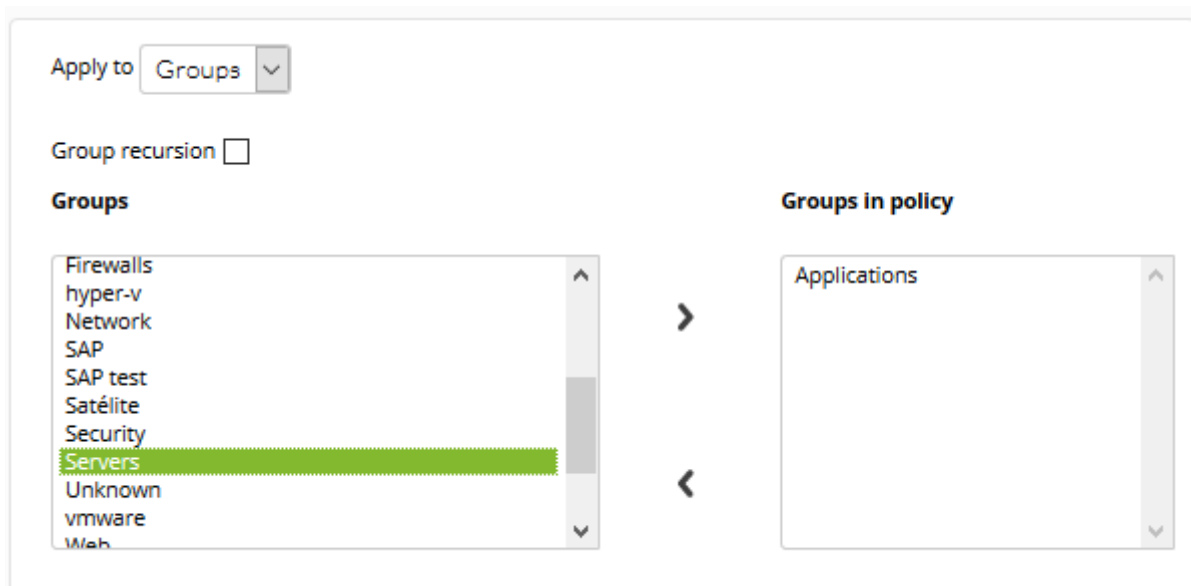 Apply to Groups
Group recursion
Groups
Groups in policy
Firewalls
hyper-v
Network
SAP
SAP test
Satélite
Security
Servers
Unknown
vmware
Web
Applications